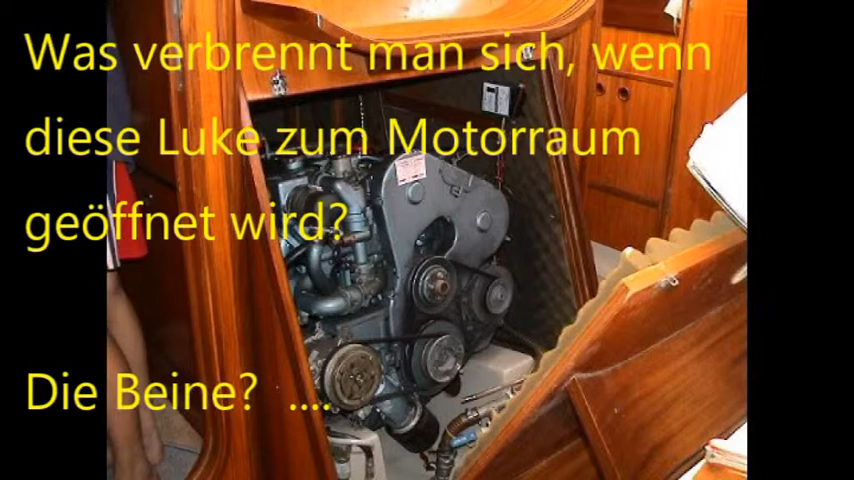 Was verbrennt man sich, wenn
diese Luke zum Motorraum
geöffnet wird?
Die Beine? ....